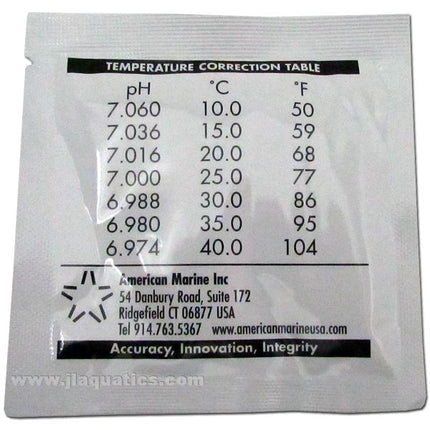 TEMPERATURE CORRECTION TABLE
pH °C °F
7.060 10.0 50
7.036 15.0 59
7.016 20.0 68
7.000 25.0 77
6.988 30.0 86
6.980 35.0 95
6.974 40.0 104
American Marine Inc
54 Danbury Road, Suite 172
Ridgefield CT 06877 USA
Tel 914.763.5367 www.americanmarineusa.com
Accuracy, Innovation, Integrity
www.jlaquatics.com